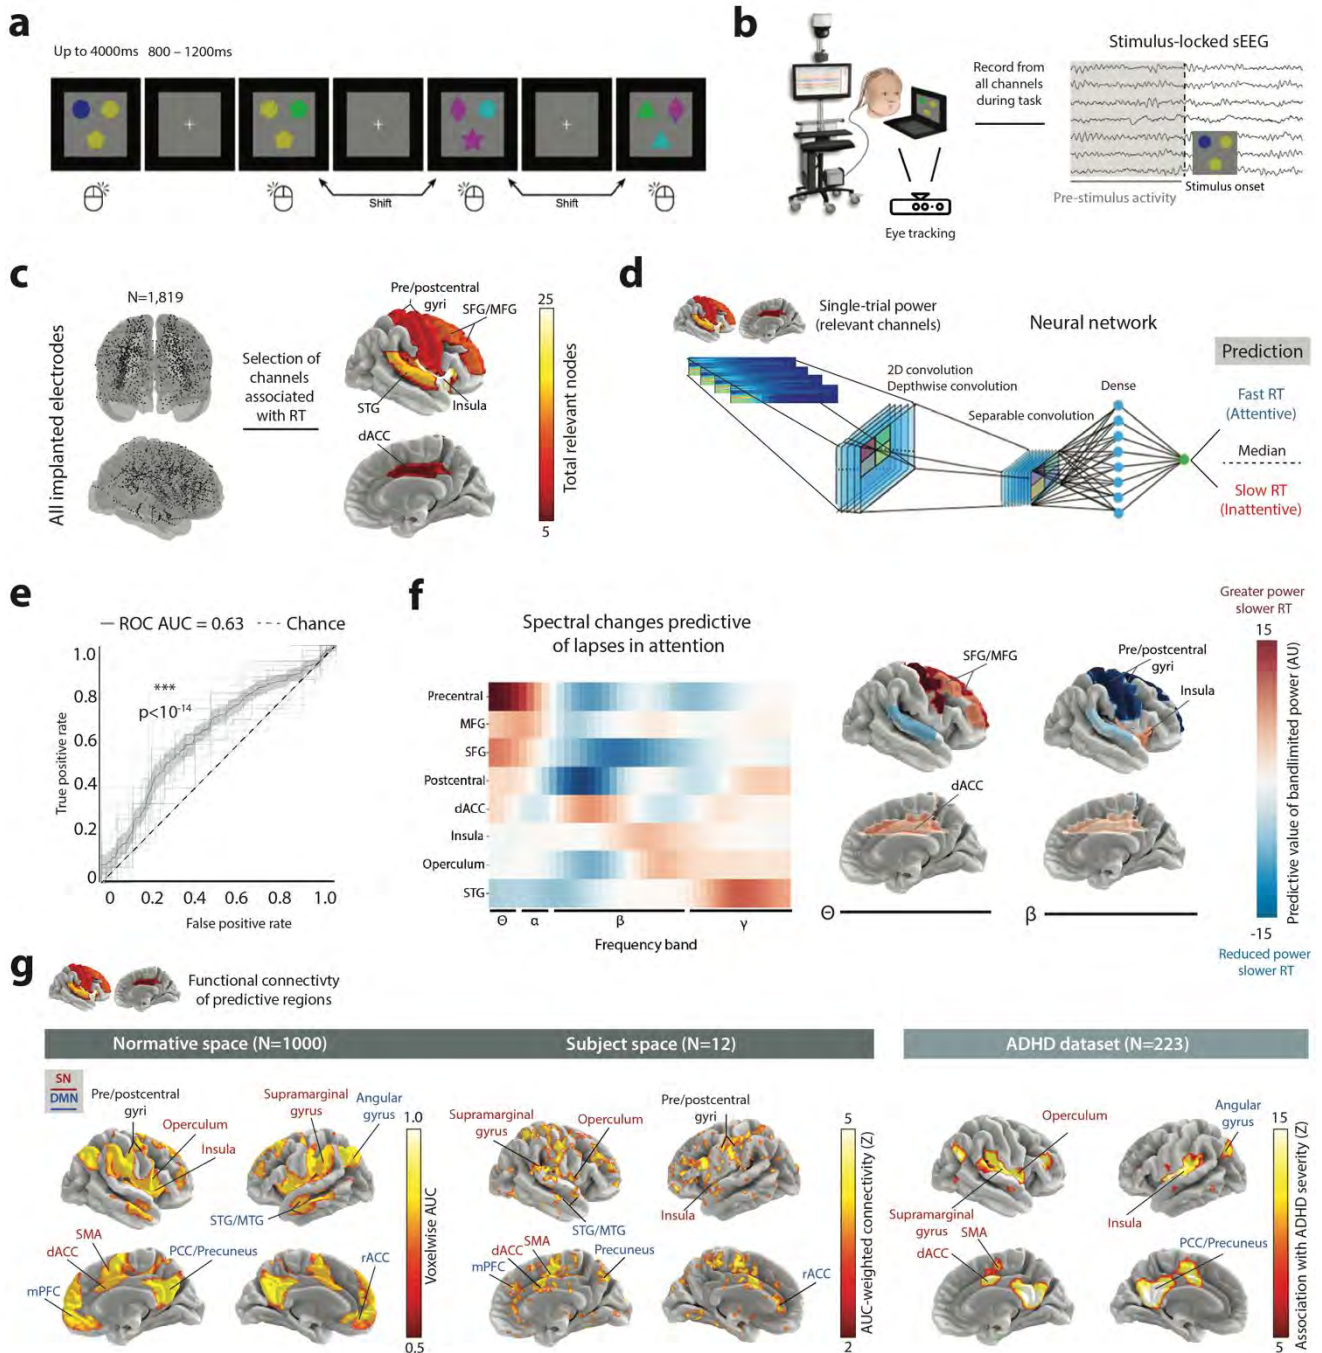 a
Up to 4000ms 800 – 1200ms
Shift
Shift
b
Record from
all channels
during task
Eye tracking
Stimulus-locked sEEG
Stimulus onset
Pre-stimulus activity
c
All implanted electrodes
N=1,819
Selection of
channels
associated
with RT
Pre/postcentral
gyri
SFG/MFG
STG
Insula
dACC
25
Total relevant nodes
5
d
Single-trial power
(relevant channels)
Neural network
2D convolution
Depthwise convolution
Separable convolution
Dense
Prediction
Fast RT
(Attentive)
Median
Slow RT
(Inattentive)
e
ROC AUC = 0.63
Chance
***
p<10-14
True positive rate
1.0
0.8
0.6
0.4
0.2
0
0
0.2
0.4
0.6
0.8
1.0
False positive rate
f
Spectral changes predictive
of lapses in attention
Precentral
MFG
SFG
Postcentral
dACC
Insula
Operculum
STG
Θ
α
β
γ
Frequency band
SFG/MFG
dACC
Θ
Pre/postcentral
gyri
Insula
β
Greater power
slower RT
15
Predictive value of bandlimited power (AU)
-15
Reduced power
slower RT
g
Functional connectivty
of predictive regions
Normative space (N=1000)
Subject space (N=12)
ADHD dataset (N=223)
SN
DMN
Pre/postcentral
gyri
Operculum
Insula
Supramarginal
gyrus
Angular
gyrus
STG/MTG
SMA
dACC
mPFC
PCC/Precuneus
rACC
1.0
Voxelwise AUC
0.5
Supramarginal
gyrus
Operculum
STG/MTG
Pre/postcentral
gyri
Insula
SMA
dACC
mPFC
Precuneus
rACC
5
AUC-weighted connectivity (Z)
2
Operculum
Supramarginal
gyrus
Angular
gyrus
Insula
SMA
dACC
PCC/Precuneus
15
Association with ADHD severity (Z)
5